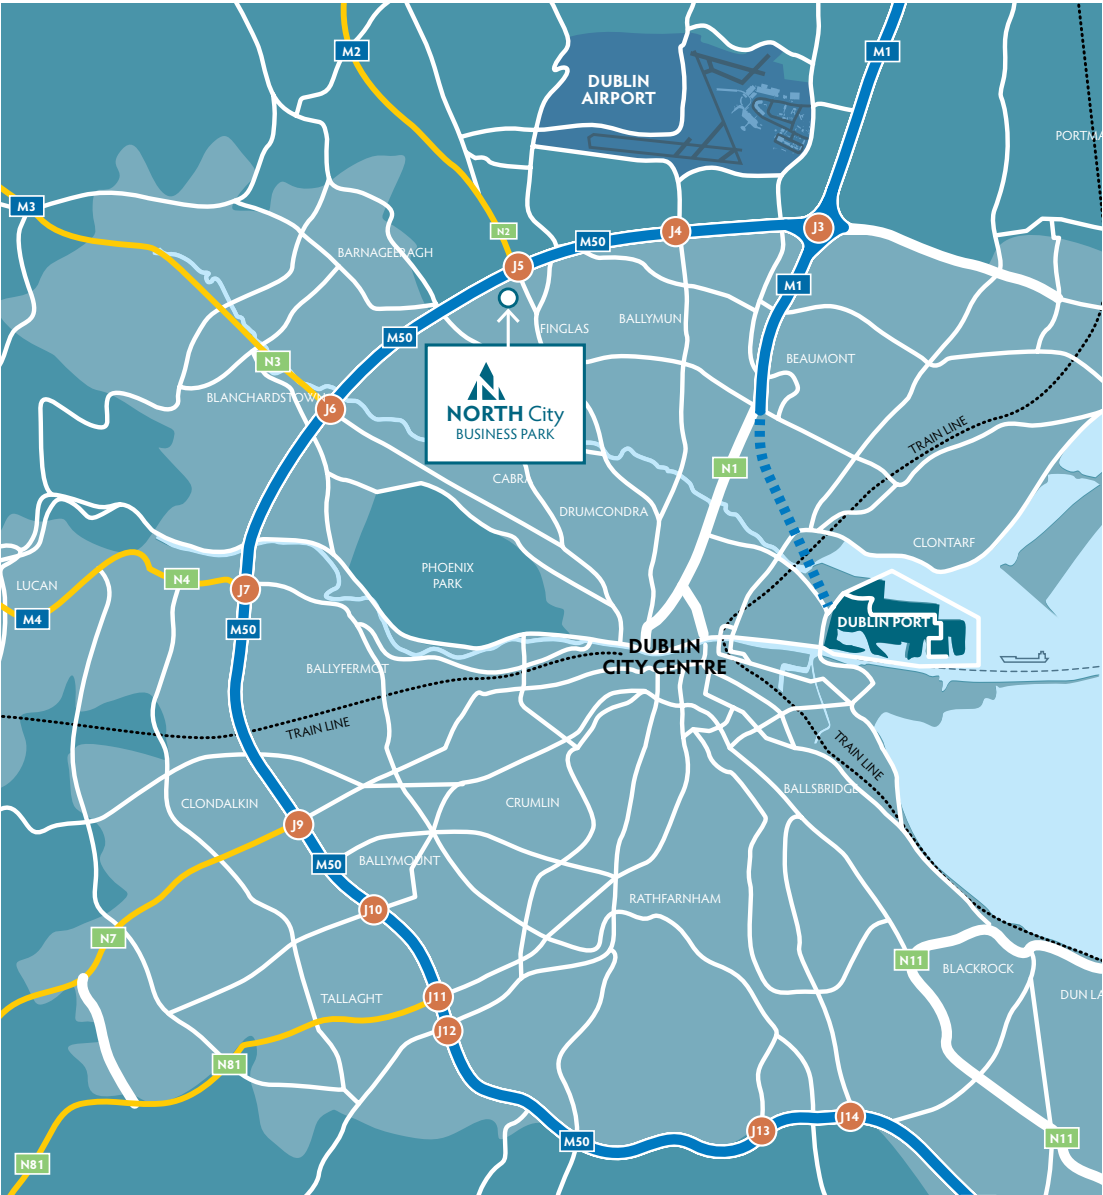 M2
M1
DUBLIN
AIRPORT
PORTMA
M3
N2
J3
J4
M50
BARNAGEERAGH
J5
M1
FINGLAS
BALLYMUN
M50
BEAUMONT
N3
BLANCHARDSTOWN
J6
NORTH City
BUSINESS PARK
TRAIN LINE
N1
CABRA
DRUMCONDRA
CLONTARF
PHOENIX
PARK
LUCAN
N4
J7
M4
M50
DUBLIN PORT
DUBLIN
CITY CENTRE
BALLYFERMOT
TRAIN LINE
TRAIN LINE
BALLSBRIDGE
CLONDALKIN
CRUMLIN
J9
M50
BALLYMOUNT
RATHFARNHAM
J10
N7
N11
BLACKROCK
TALLAGHT
J11
DUN LA
J12
N81
J14
J13
M50
N11
N81